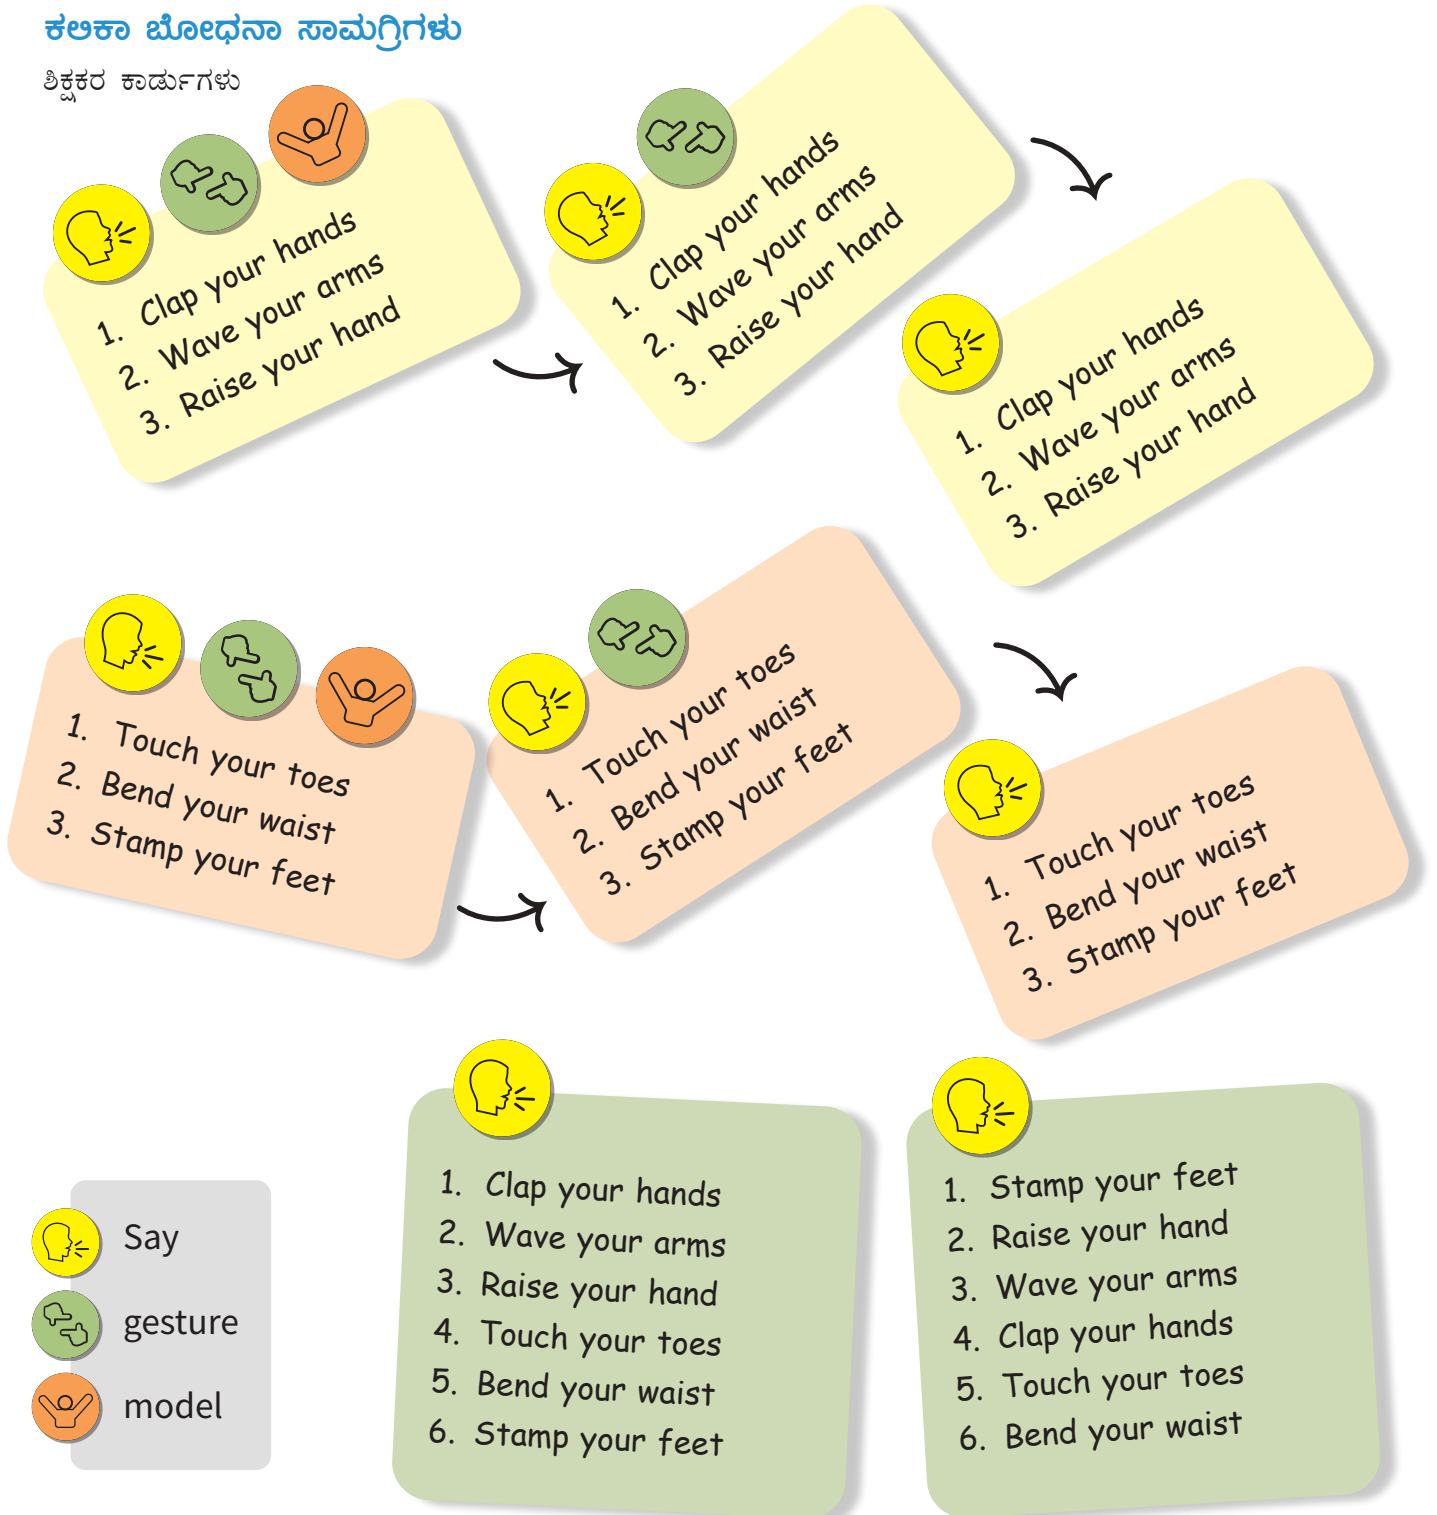 ಕಲಿಕಾ ಬೋಧನಾ ಸಾಮಗ್ರಿಗಳು
ಶಿಕ್ಷಕರ ಕಾರ್ಡುಗಳು
1. Clap your hands
2. Wave your arms
3. Raise your hand
1. Clap your hands
2. Wave your arms
3. Raise your hand
1. Clap your hands
2. Wave your arms
3. Raise your hand
1. Touch your toes
2. Bend your waist
3. Stamp your feet
1. Touch your toes
2. Bend your waist
3. Stamp your feet
1. Touch your toes
2. Bend your waist
3. Stamp your feet
Say
gesture
model
1. Clap your hands
2. Wave your arms
3. Raise your hand
4. Touch your toes
5. Bend your waist
6. Stamp your feet
1. Stamp your feet
2. Raise your hand
3. Wave your arms
4. Clap your hands
5. Touch your toes
6. Bend your waist